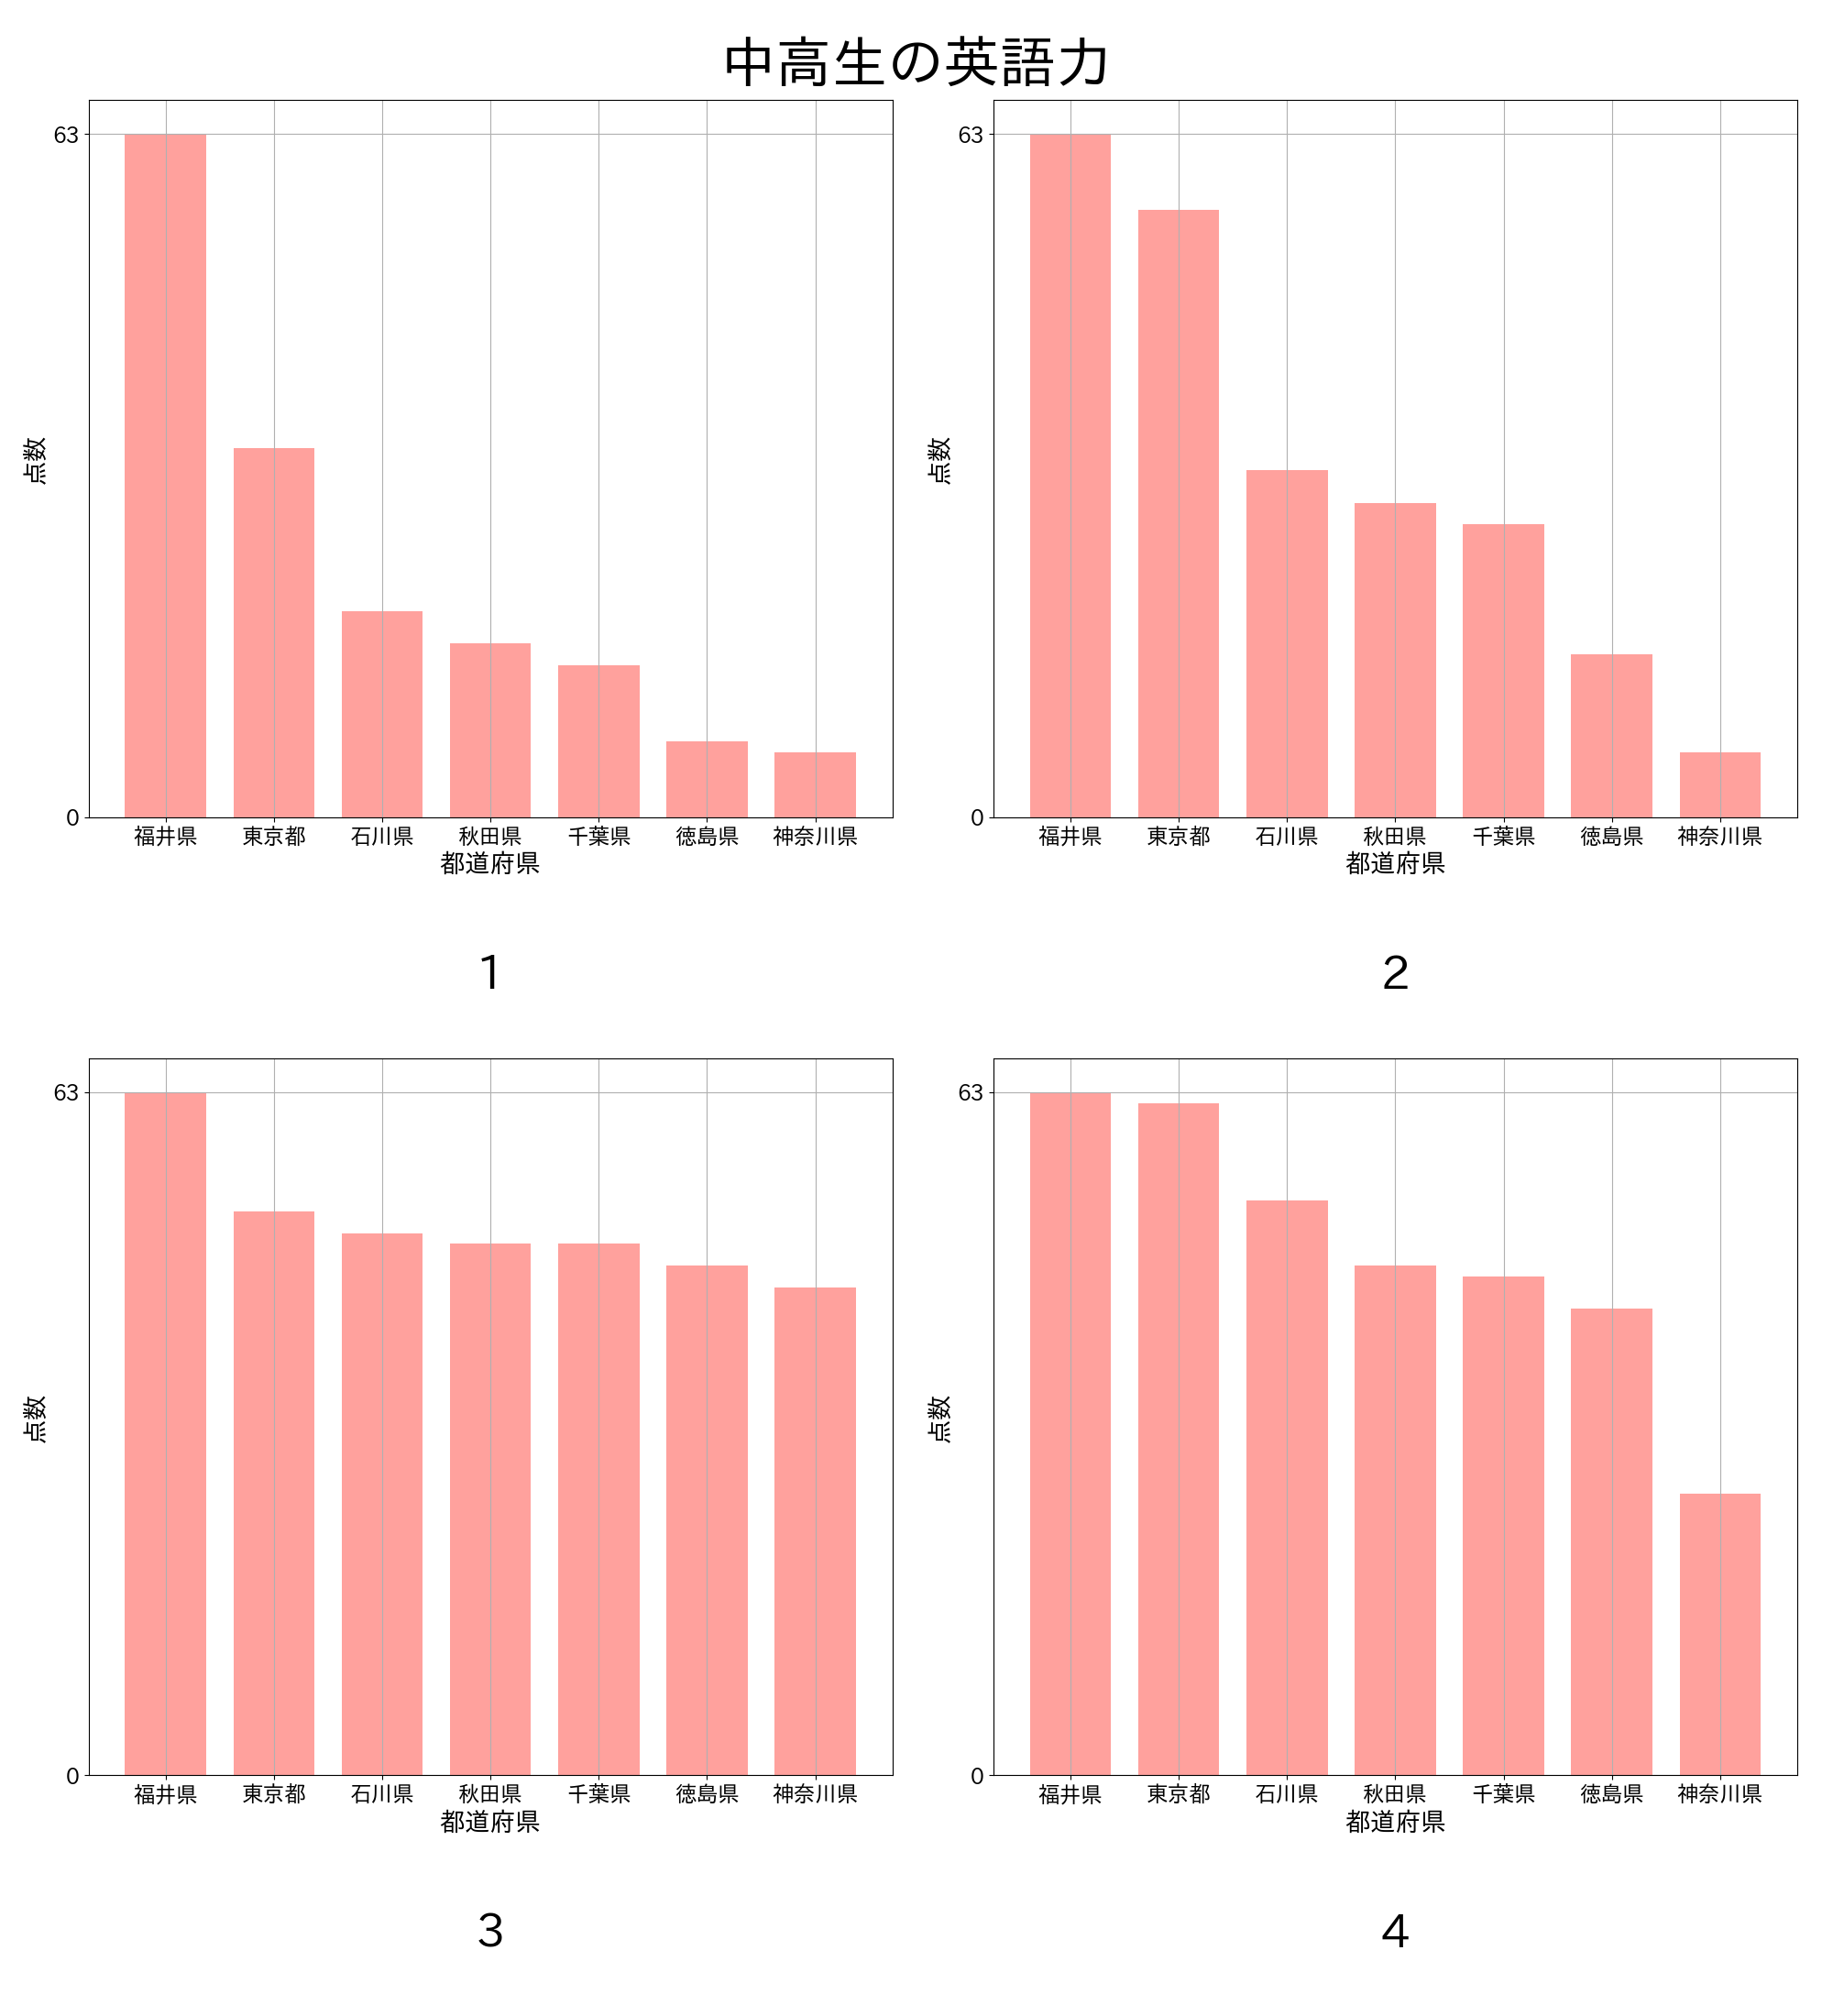 中高生の英語力
63
0
点数
福井県 東京都 石川県 秋田県 千葉県 徳島県 神奈川県
都道府県
1
63
0
点数
福井県 東京都 石川県 秋田県 千葉県 徳島県 神奈川県
都道府県
2
63
0
点数
福井県 東京都 石川県 秋田県 千葉県 徳島県 神奈川県
都道府県
3
63
0
点数
福井県 東京都 石川県 秋田県 千葉県 徳島県 神奈川県
都道府県
4